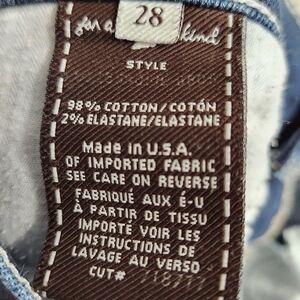 28
kind
STYLE
98% COTTON/COTÓN
2% ELASTANE/ELASTANE
Made in U.S.A.
OF IMPORTED FABRIC
SEE CARE ON REVERSE
FABRIQUÉ AUX É-U
À PARTIR DE TISSU
IMPORTÉ VOIR LES
INSTRUCTIONS DE
LAVAGE AU VERSO
CUT#